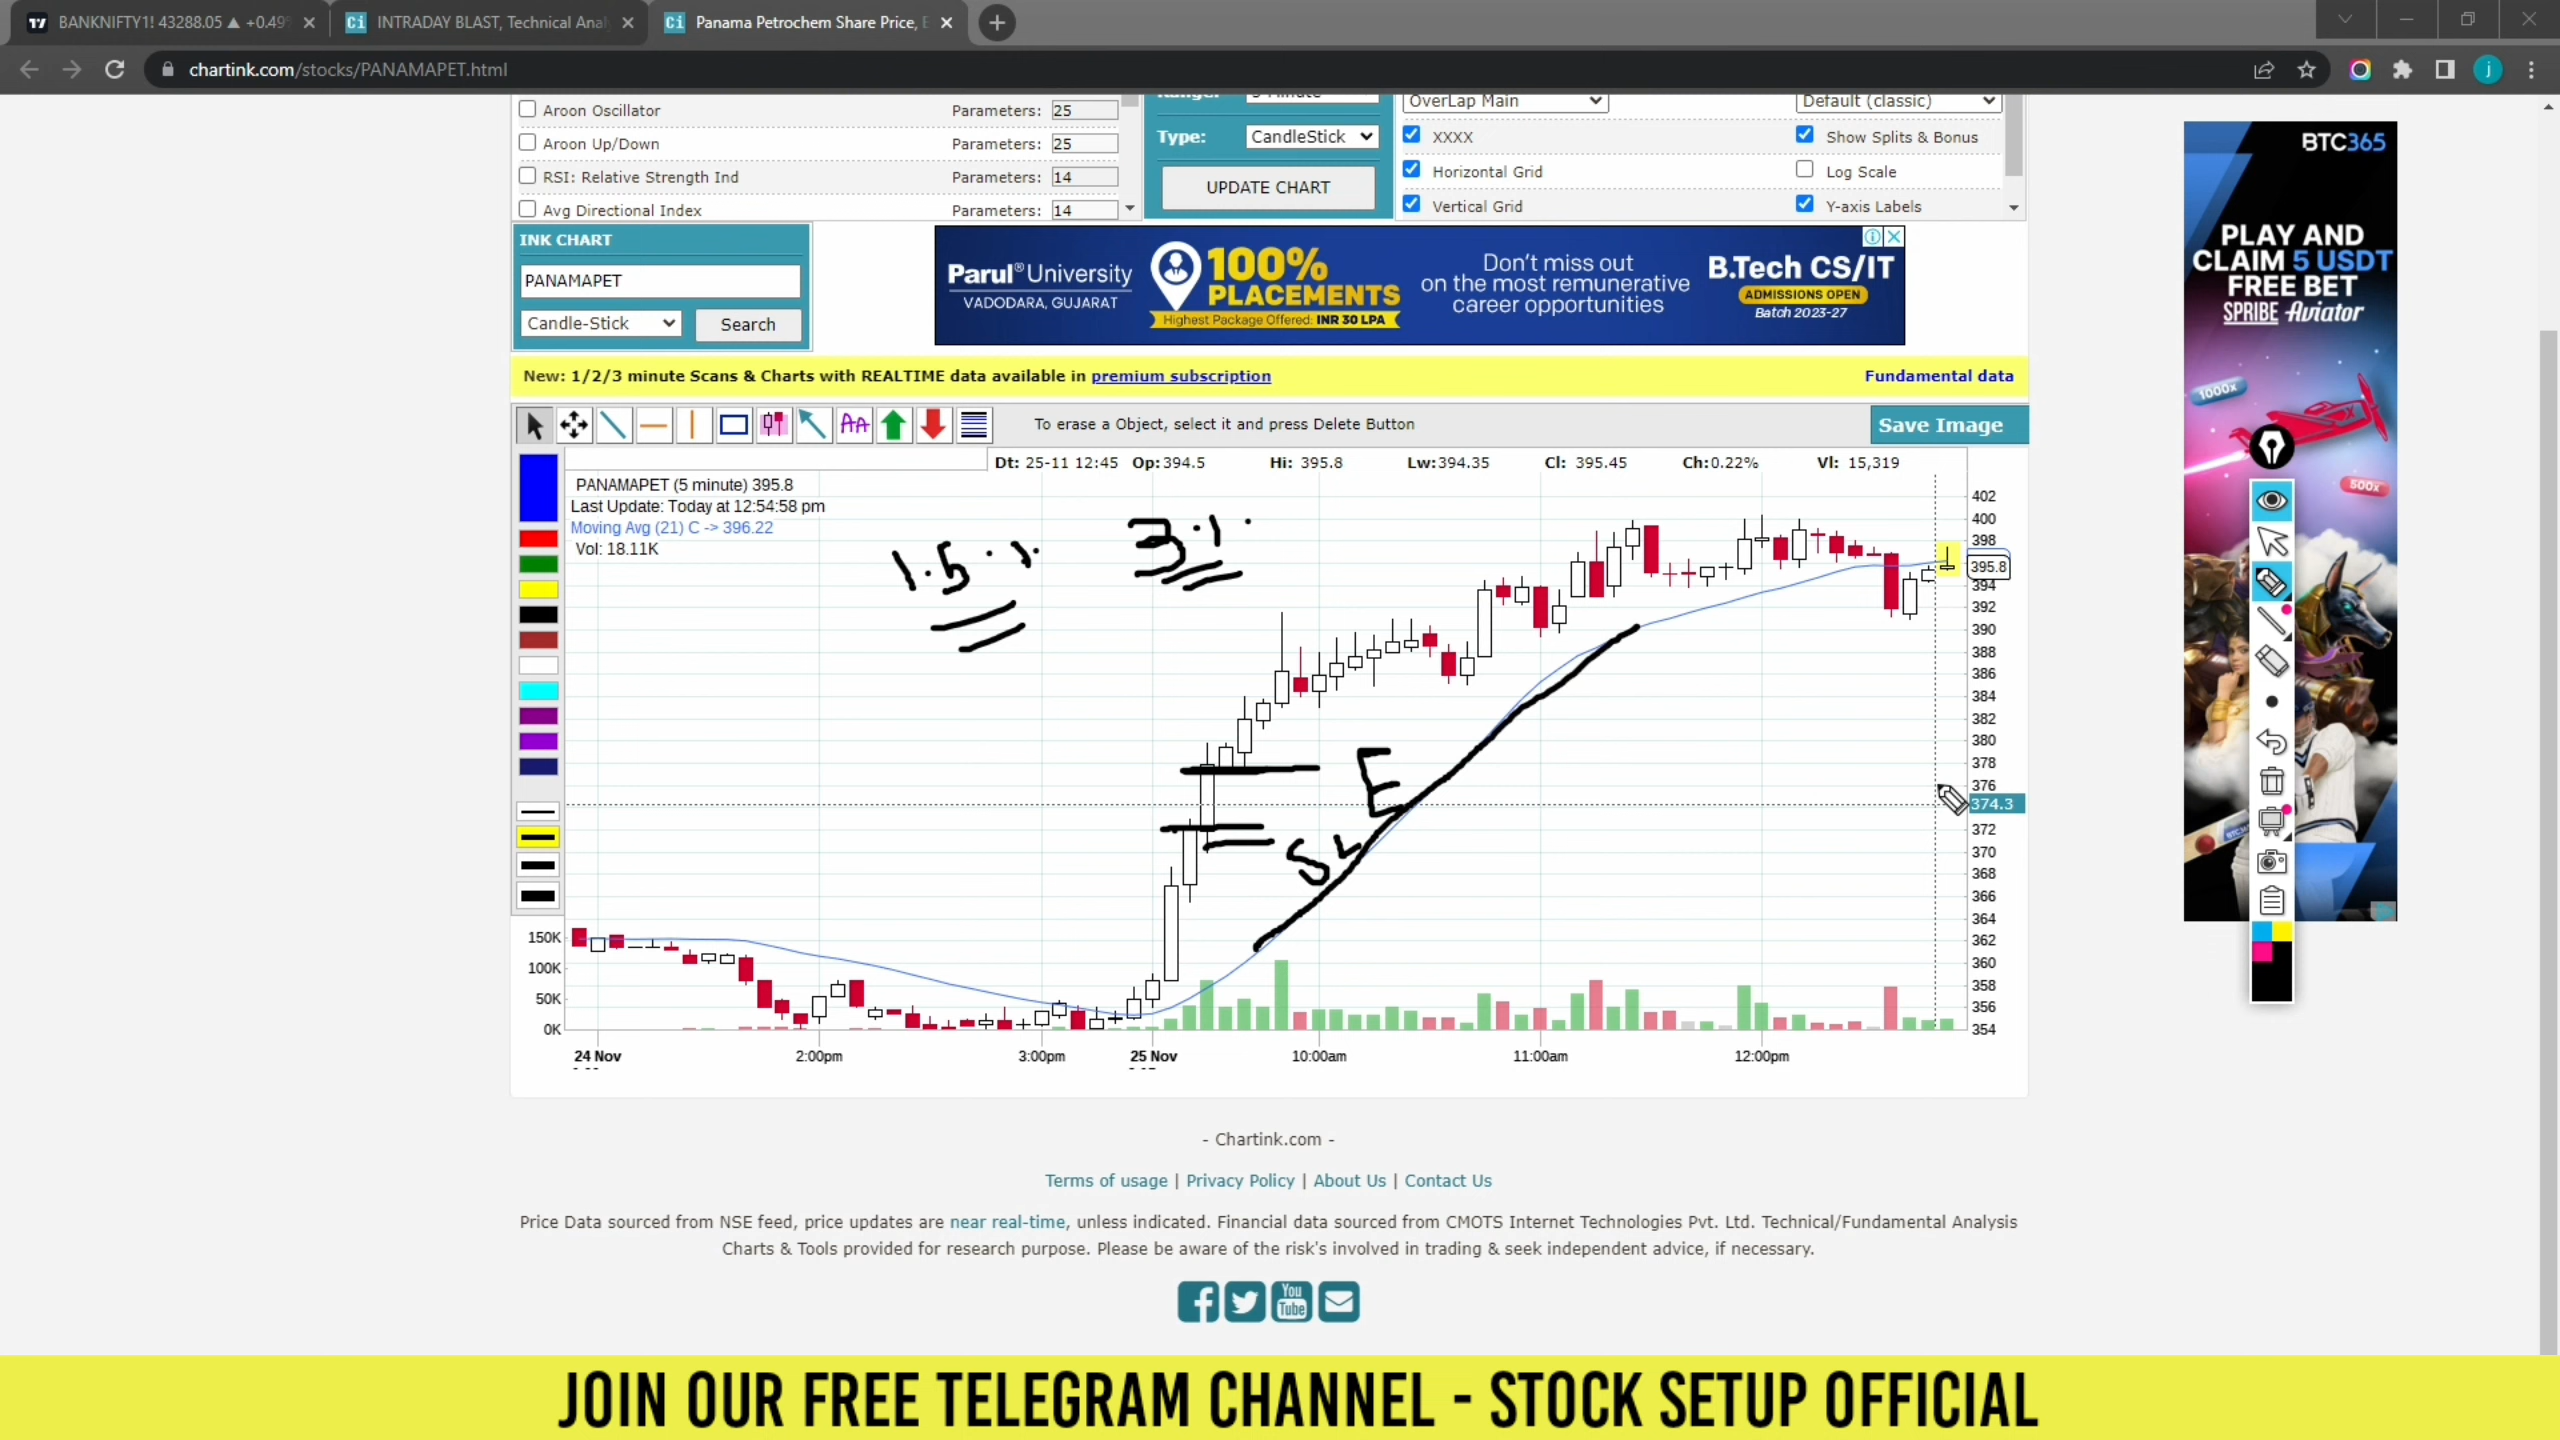 BANKNIFTY1! 43288.05 ▲ +0.49
INTRADAY BLAST, Technical Anal
Panama Petrochem Share Price, E
chartink.com/stocks/PANAMAPET.html
Aroon Oscillator Parameters: 25
Aroon Up/Down Parameters: 25
RSI: Relative Strength Ind Parameters: 14
Avg Directional Index Parameters: 14
Type: CandleStick
UPDATE CHART
OverLap Main Default (classic)
XXXX Show Splits & Bonus
Horizontal Grid Log Scale
Vertical Grid Y-axis Labels
INK CHART
PANAMAPET
Candle-Stick Search
Parul® University
VADODARA, GUJARAT
100%
PLACEMENTS
Highest Package Offered: INR 30 LPA
Don't miss out
on the most remunerative
career opportunities
B.Tech CS/IT
ADMISSIONS OPEN
Batch 2023-27
BTC365
PLAY AND
CLAIM 5 USDT
FREE BET
SPRIBE Aviator
1000x
500x
New: 1/2/3 minute Scans & Charts with REALTIME data available in premium subscription Fundamental data
AA To erase a Object, select it and press Delete Button Save Image
Dt: 25-11 12:45 Op:394.5 Hi: 395.8 Lw:394.35 Cl: 395.45 Ch:0.22% Vl: 15,319
PANAMAPET (5 minute) 395.8
Last Update: Today at 12:54:58 pm
Moving Avg (21) C -> 396.22
Vol: 18.11K
1.5 % 3 %
E
SL
402
400
398
395.8
394
392
390
388
386
384
382
380
378
376
374.3
372
370
368
366
364
362
360
358
356
354
150K
100K
50K
0K
24 Nov 2:00pm 3:00pm 25 Nov 10:00am 11:00am 12:00pm
- Chartink.com -
Terms of usage | Privacy Policy | About Us | Contact Us
Price Data sourced from NSE feed, price updates are near real-time, unless indicated. Financial data sourced from CMOTS Internet Technologies Pvt. Ltd. Technical/Fundamental Analysis
Charts & Tools provided for research purpose. Please be aware of the risk's involved in trading & seek independent advice, if necessary.
You
Tube
JOIN OUR FREE TELEGRAM CHANNEL - STOCK SETUP OFFICIAL